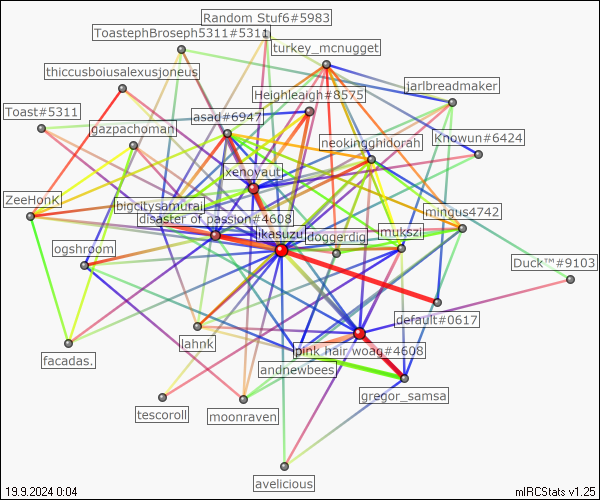 Random Stuf6#5983
ToastephBroseph5311#5311
turkey_mcnugget
thiccusboiusalexusjoneus
jarlbreadmaker
Heighleaigh#8575
Toast#5311
asad#6947
gazpachoman
Knowun#6424
neokingghidorah
xenovaut
ZeeHonK
bigcitysamurai
mingus4742
disaster of passion#4608
ikasuzu
doggerdig
mukszi
ogshroom
Duck™#9103
default#0617
lahnk
pink hair woag#4608
facadas.
andnewbees
gregor_samsa
tescoroll
moonraven
avelicious
19.9.2024 0:04
mIRCStats v1.25